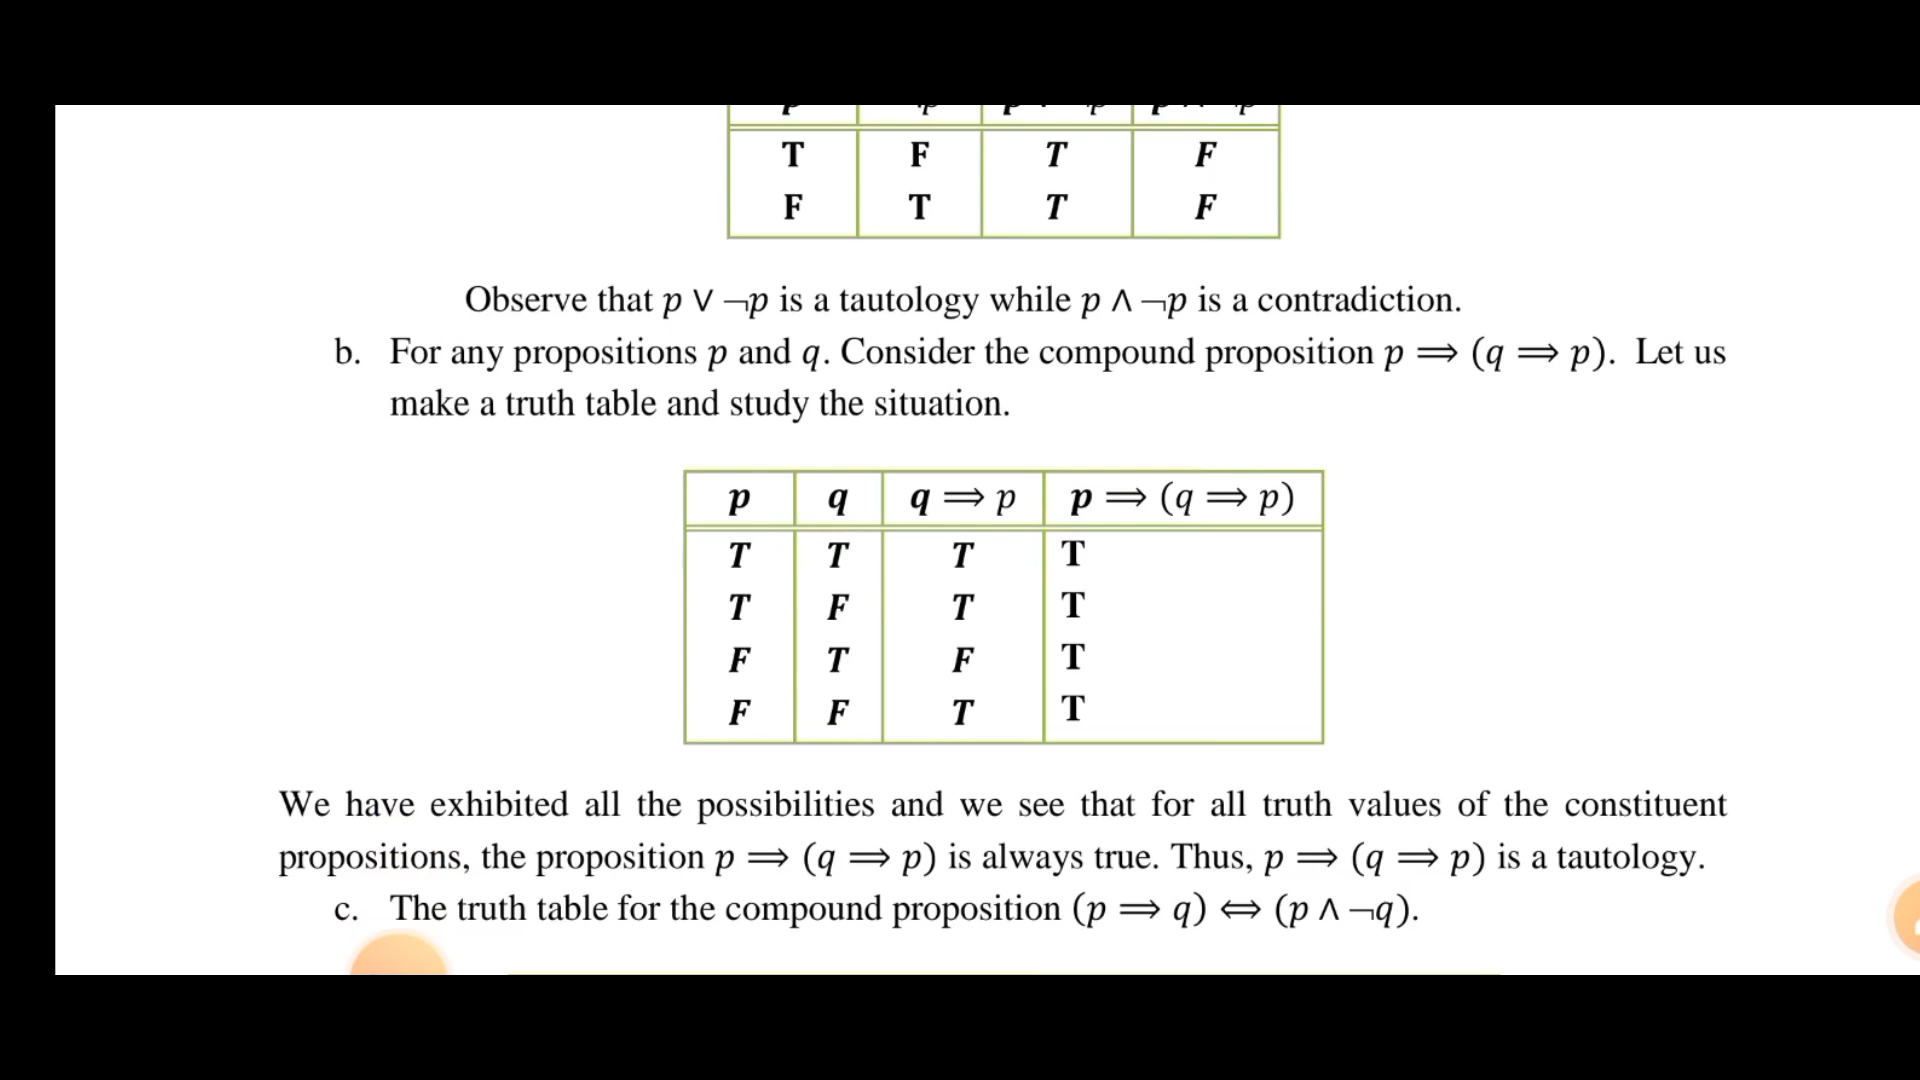 T F T F
F T T F
Observe that p ∨ ¬p is a tautology while p ∧ ¬p is a contradiction.
b. For any propositions p and q. Consider the compound proposition p ⟹ (q ⟹ p). Let us
make a truth table and study the situation.
p q q ⟹ p p ⟹ (q ⟹ p)
T T T T
T F T T
F T F T
F F T T
We have exhibited all the possibilities and we see that for all truth values of the constituent
propositions, the proposition p ⟹ (q ⟹ p) is always true. Thus, p ⟹ (q ⟹ p) is a tautology.
c. The truth table for the compound proposition (p ⟹ q) ⟺ (p ∧ ¬q).